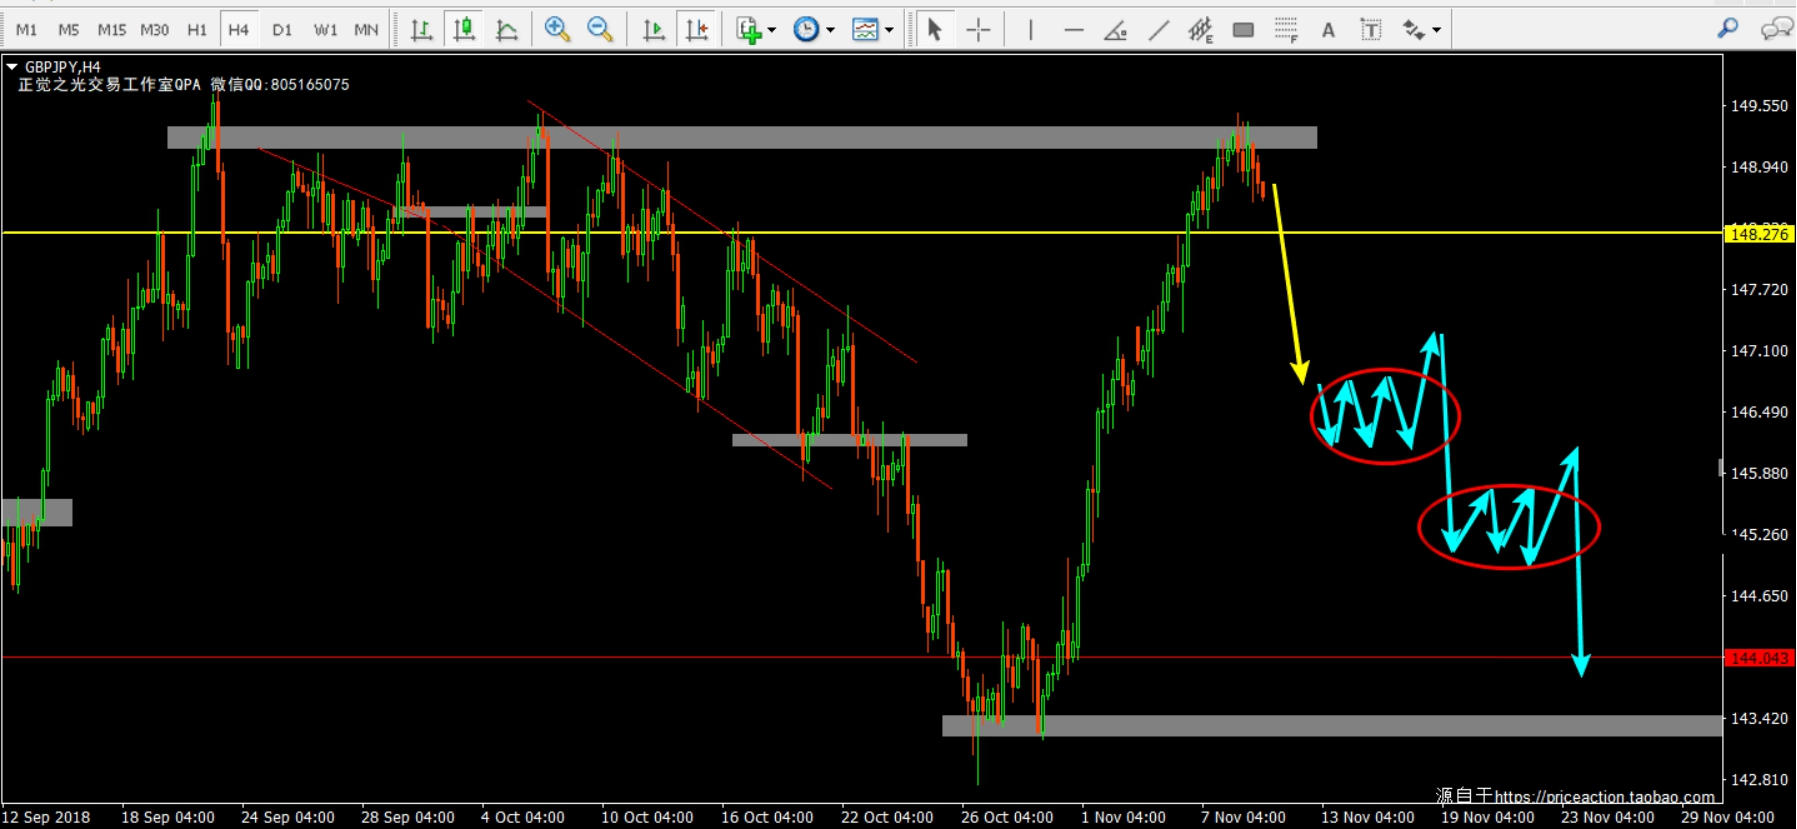 M1 M5 M15 M30 H1 H4 D1 W1 MN
E F A T
GBPJPY,H4
正觉之光交易工作室QPA 微信QQ:805165075
149.550
148.940
148.276
147.720
147.100
146.490
145.880
145.260
144.650
144.043
143.420
142.810
源自于https://priceaction.taobao.com
12 Sep 2018 18 Sep 04:00 24 Sep 04:00 28 Sep 04:00 4 Oct 04:00 10 Oct 04:00 16 Oct 04:00 22 Oct 04:00 26 Oct 04:00 1 Nov 04:00 7 Nov 04:00 13 Nov 04:00 19 Nov 04:00 23 Nov 04:00 29 Nov 04:00